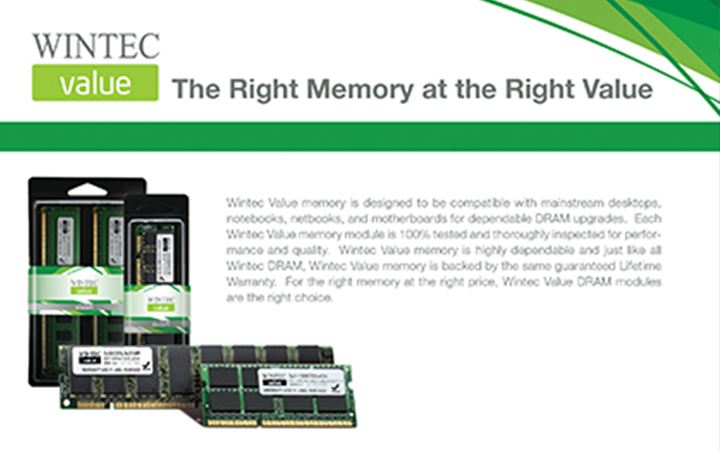 WINTEC
value
The Right Memory at the Right Value
Wintec Value memory is designed to be compatible with mainstream desktops,
notebooks, netbooks, and motherboards for dependable DRAM upgrades. Each
Wintec Value memory module is 100% tested and thoroughly inspected for perfor-
mance and quality. Wintec Value memory is highly dependable and just like all
Wintec DRAM, Wintec Value memory is backed by the same guaranteed Lifetime
Warranty. For the right memory at the right price, Wintec Value DRAM modules
are the right choice.
WINTEC
value
WINTEC
value
WINTEC
WINTEC